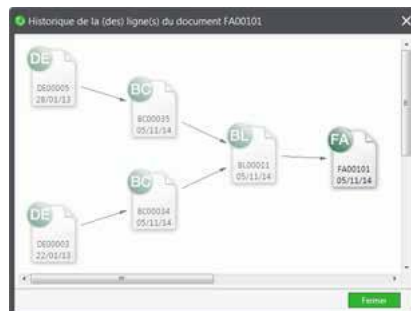 Historique de la (des) ligne(s) du document FA00101
DE
DE00005
28/01/13
BC
BC00035
05/11/14
BL
BL00021
05/11/14
FA
FA00101
05/11/14
BC
BC00034
05/11/14
DE
DE00003
22/01/13
Fermer